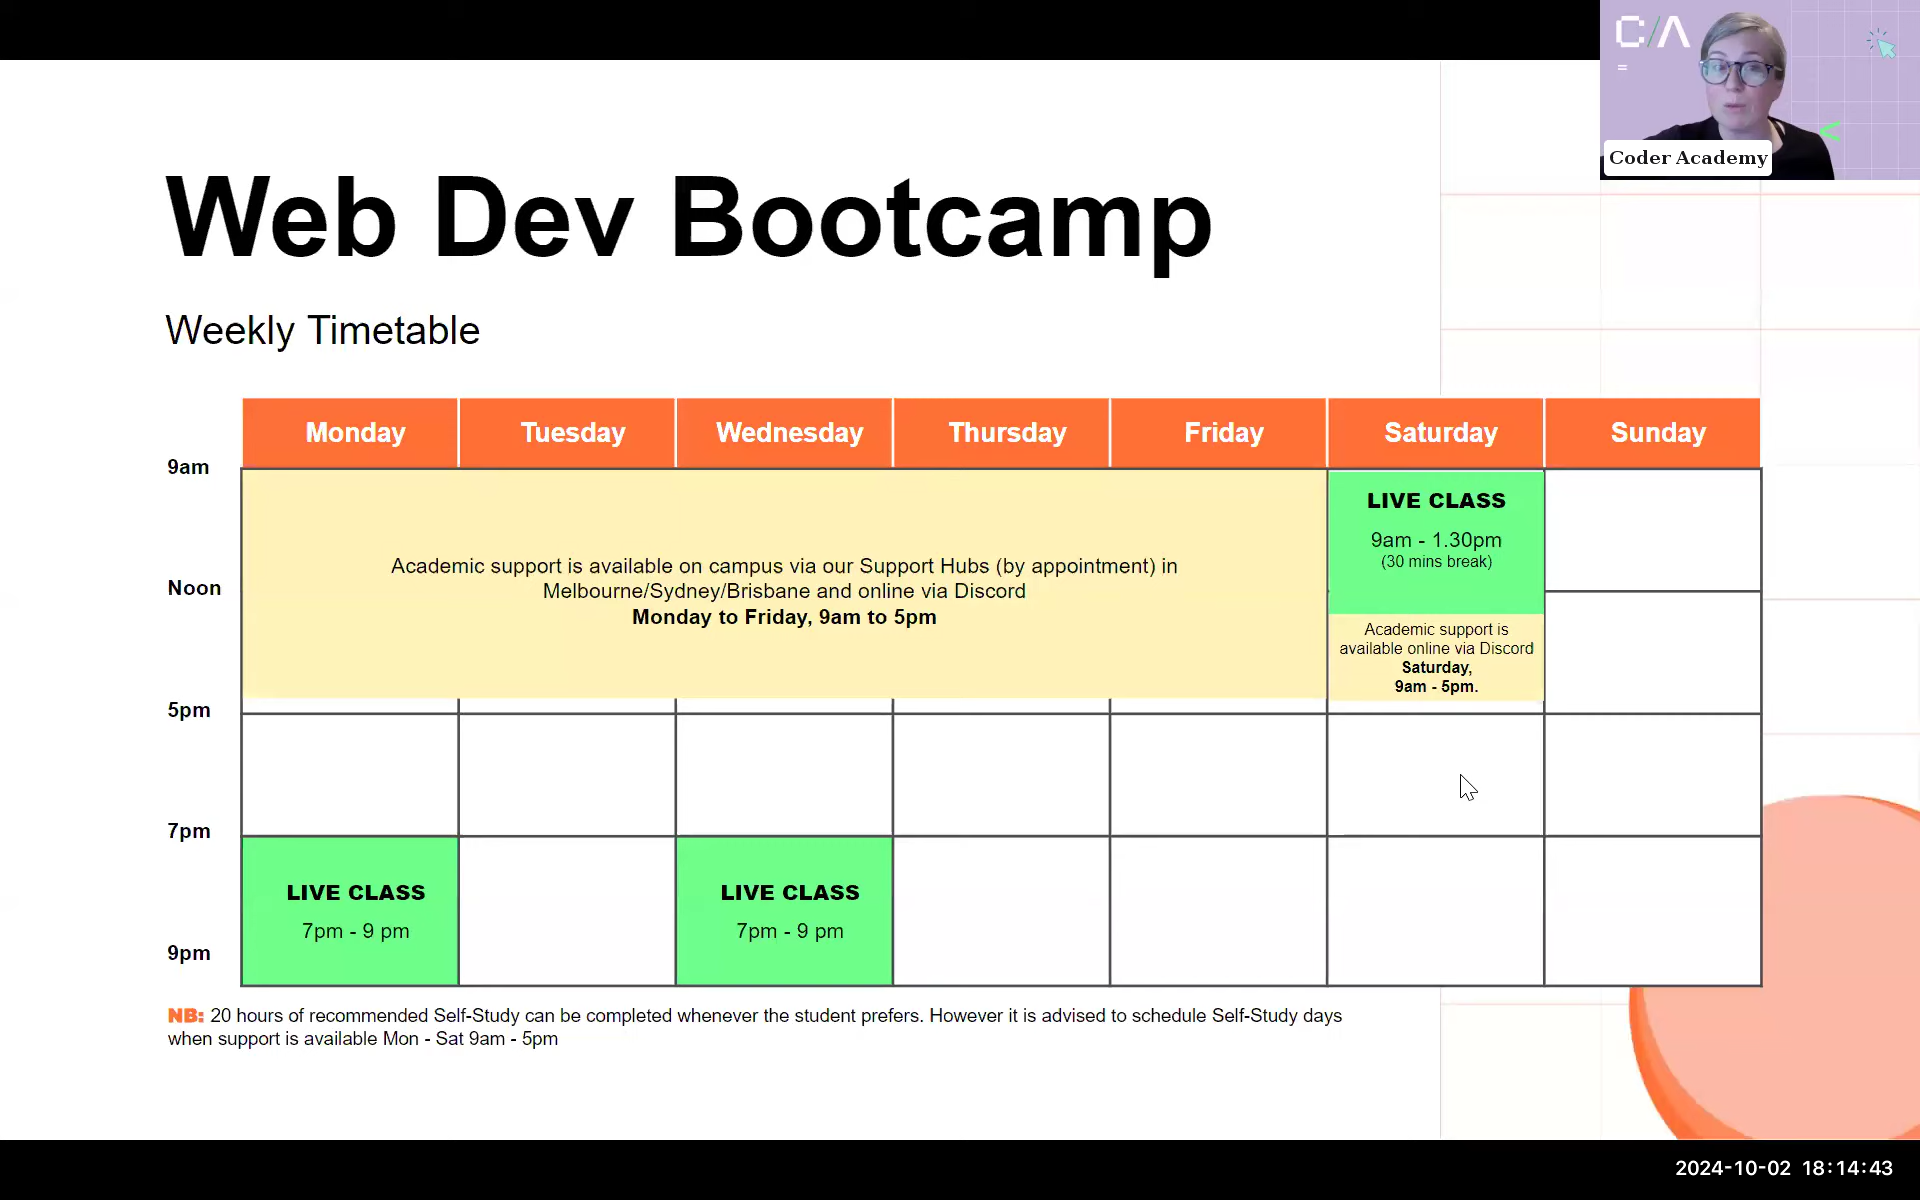 C/A
=
<
Coder Academy
Web Dev Bootcamp
Weekly Timetable
Monday Tuesday Wednesday Thursday Friday Saturday Sunday
9am
LIVE CLASS
9am - 1.30pm
(30 mins break)
Academic support is available on campus via our Support Hubs (by appointment) in
Melbourne/Sydney/Brisbane and online via Discord
Monday to Friday, 9am to 5pm
Noon
Academic support is
available online via Discord
Saturday,
9am - 5pm.
5pm
7pm
LIVE CLASS
7pm - 9 pm
LIVE CLASS
7pm - 9 pm
9pm
NB: 20 hours of recommended Self-Study can be completed whenever the student prefers. However it is advised to schedule Self-Study days
when support is available Mon - Sat 9am - 5pm
2024-10-02 18:14:43